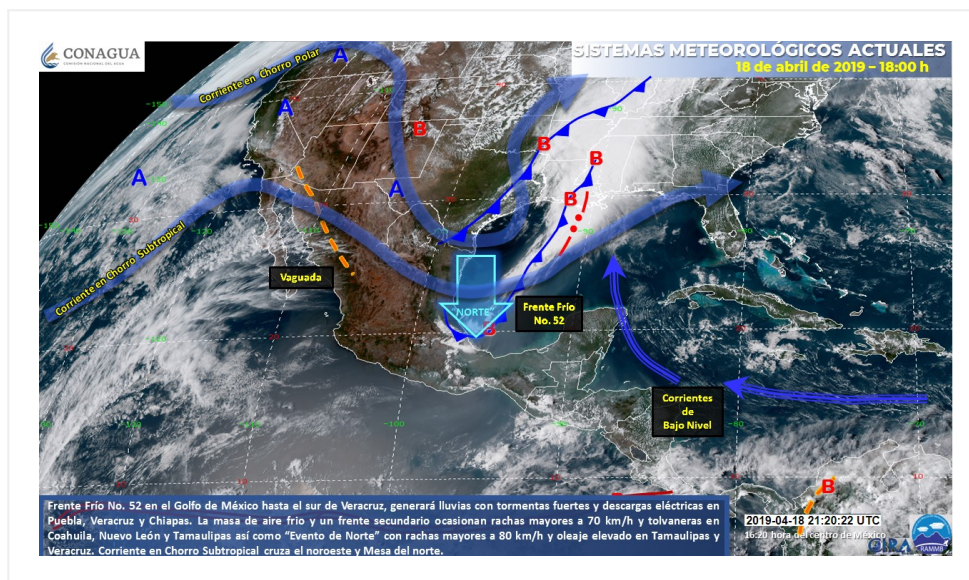 CONAGUA
COMISIÓN NACIONAL DEL AGUA
SISTEMAS METEOROLÓGICOS ACTUALES
18 de abril de 2019 – 18:00 h
Corriente en Chorro Polar
A
A
A
A
B
B
B
B
Corriente en Chorro Subtropical
Vaguada
NORTE
B
Frente Frío
No. 52
Corrientes
de
Bajo Nivel
B
Frente Frío No. 52 en el Golfo de México hasta el sur de Veracruz, generará lluvias con tormentas fuertes y descargas eléctricas en
Puebla, Veracruz y Chiapas. La masa de aire frio y un frente secundario ocasionan rachas mayores a 70 km/h y tolvaneras en
Coahuila, Nuevo León y Tamaulipas así como “Evento de Norte” con rachas mayores a 80 km/h y oleaje elevado en Tamaulipas y
Veracruz. Corriente en Chorro Subtropical cruza el noroeste y Mesa del norte.
2019-04-18 21:20:22 UTC
16:20 hora del centro de México
RAMMB